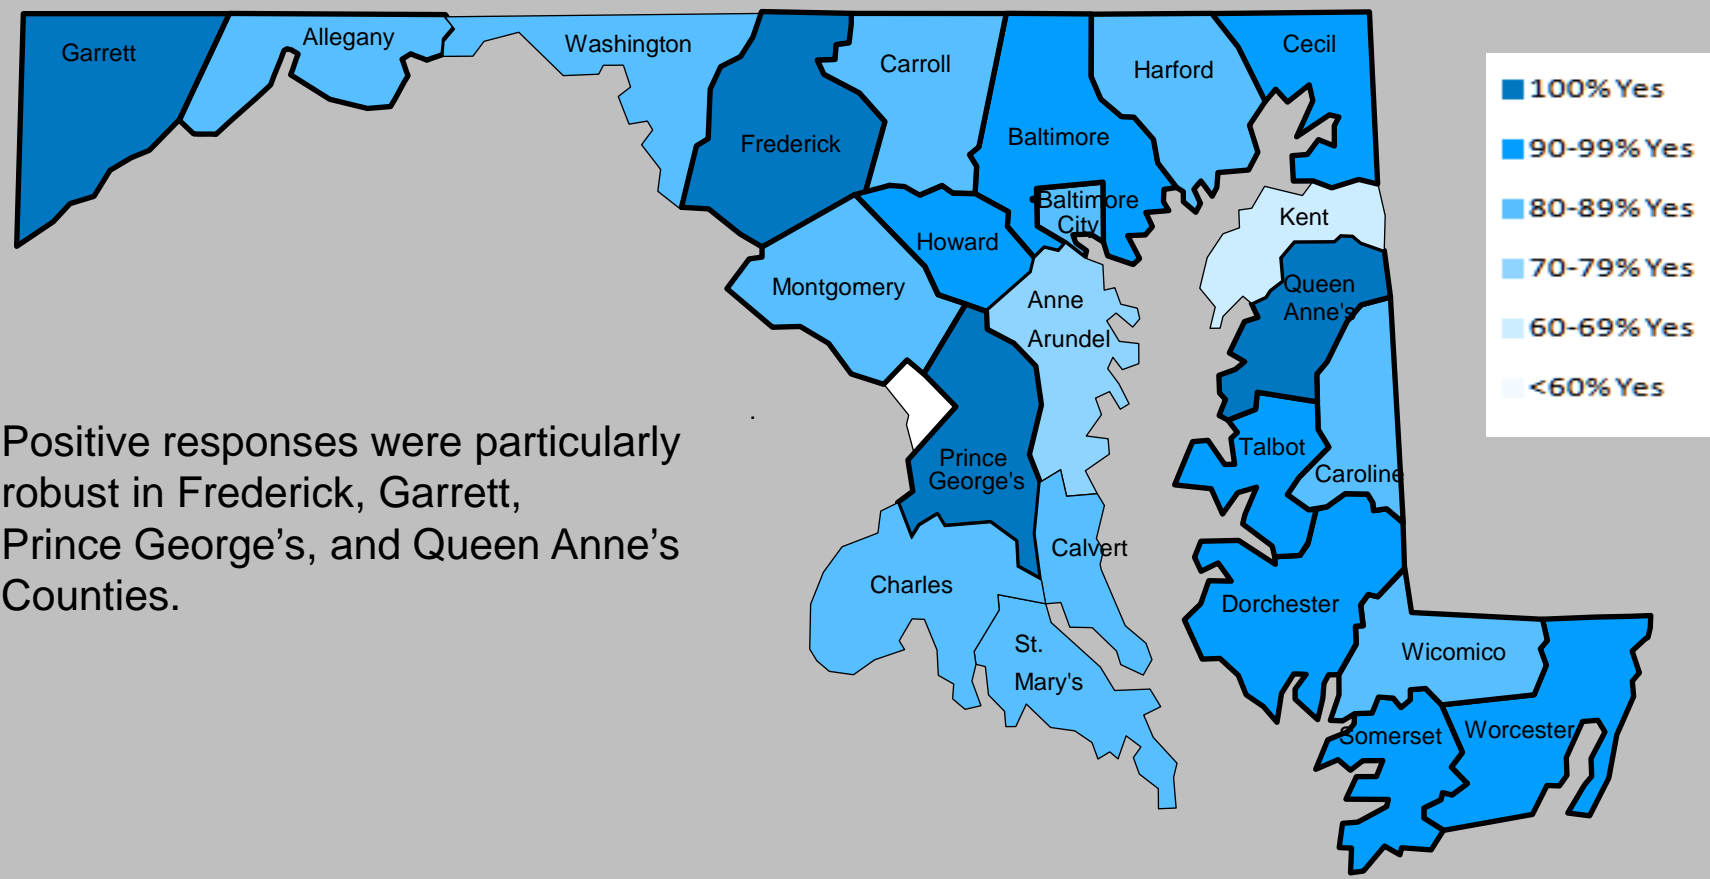 Garrett
Allegany
Washington
Frederick
Carroll
Baltimore
Harford
Cecil
Baltimore
City
Howard
Montgomery
Kent
Queen
Anne's
Anne
Arundel
Prince
George's
Talbot
Caroline
Calvert
Charles
St.
Mary's
Dorchester
Wicomico
Somerset
Worcester
100% Yes
90-99% Yes
80-89% Yes
70-79% Yes
60-69% Yes
<60% Yes
.
Positive responses were particularly
robust in Frederick, Garrett,
Prince George’s, and Queen Anne’s
Counties.